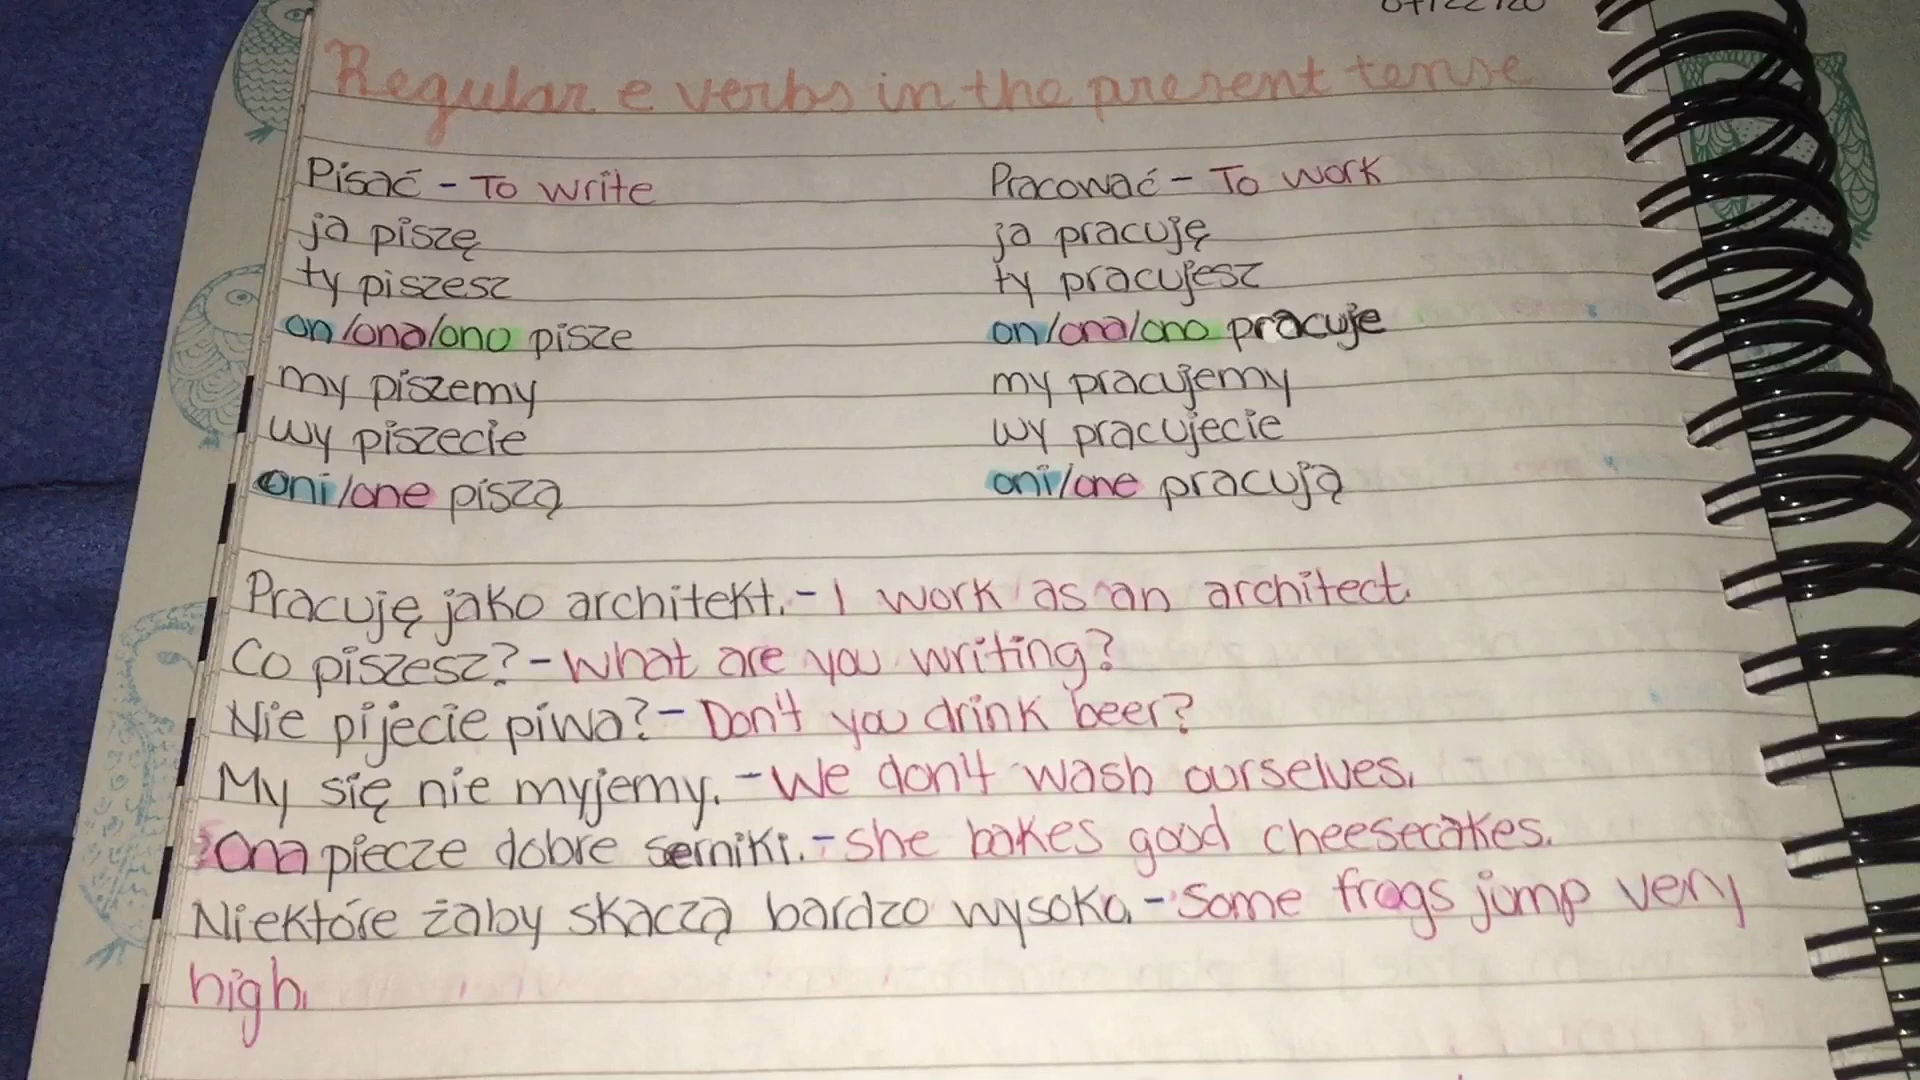 Regular e verbs in the present tense
Pisać - To write
ja piszę
ty piszesz
on/ona/ono pisze
my piszemy
wy piszecie
oni/one piszą
Pracować - To work
ja pracuję
ty pracujesz
on/ona/ono pracuje
my pracujemy
wy pracujecie
oni/one pracują
Pracuję jako architekt. - I work as an architect.
Co piszesz? - What are you writing?
Nie pijecie piwa? - Don't you drink beer?
My się nie myjemy. - We don't wash ourselves.
Ona piecze dobre serniki. - She bakes good cheesecakes.
Niektóre żaby skaczą bardzo wysoko. - Some frogs jump very
high.